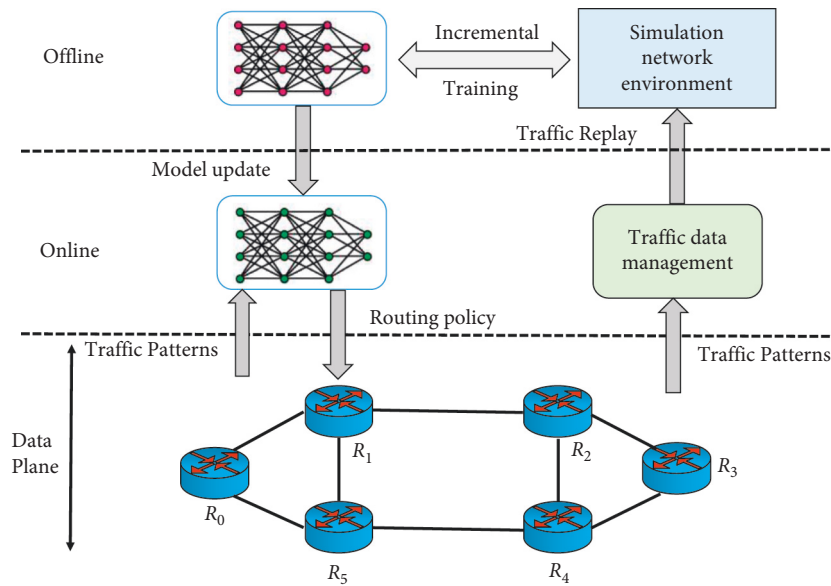 Offline
Incremental
Training
Simulation
network
environment
Traffic Replay
Model update
Online
Traffic data
management
Routing policy
Traffic Patterns
Traffic Patterns
Data
Plane
R1
R2
R3
R0
R5
R4